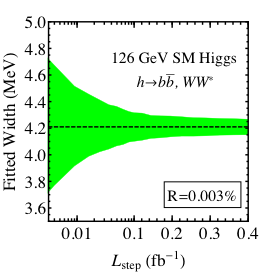 5.0
4.8
4.6
4.4
4.2
4.0
3.8
3.6
Fitted Width (MeV)
126 GeV SM Higgs
h→bb̅, WW*
R=0.003%
0.01 0.1 0.2 0.3 0.4
L_step (fb⁻¹)